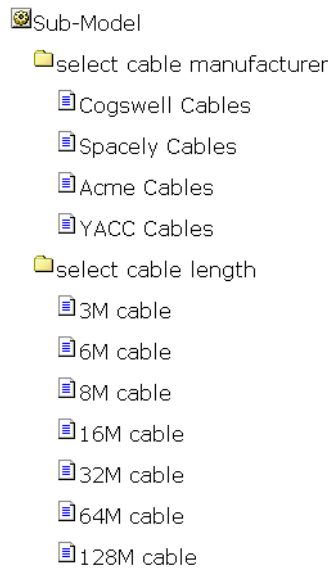 Sub-Model
select cable manufacturer
Cogswell Cables
Spacely Cables
Acme Cables
YACC Cables
select cable length
3M cable
6M cable
8M cable
16M cable
32M cable
64M cable
128M cable